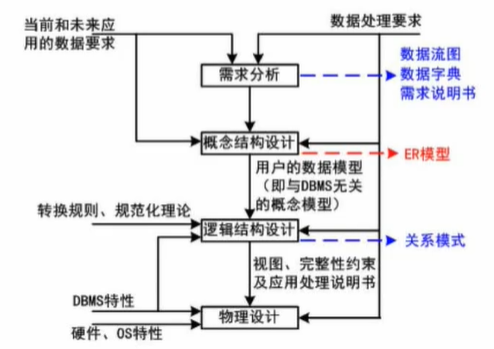 当前和未来应
用的数据要求
数据处理要求
需求分析
数据流图
数据字典
需求说明书
概念结构设计
ER模型
用户的数据模型
（即与DBMS无关
的概念模型）
转换规则、规范化理论
逻辑结构设计
关系模式
视图、完整性约束
及应用处理说明书
DBMS特性
物理设计
硬件、OS特性